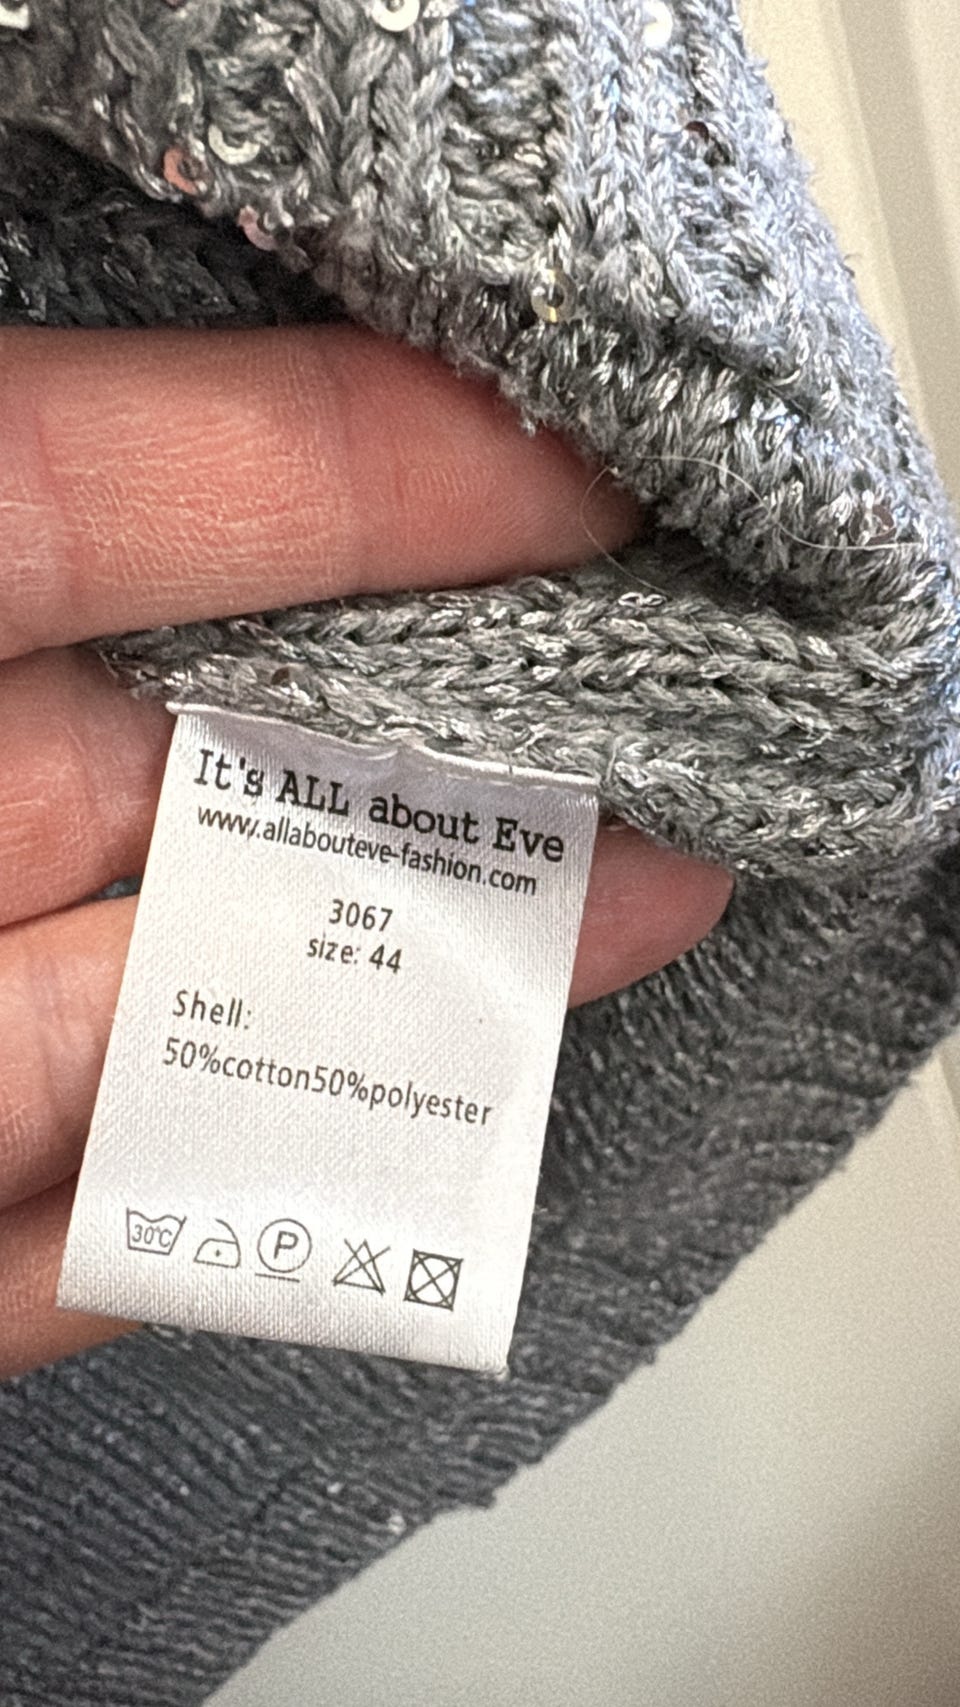 It's ALL about Eve
www.allabouteve-fashion.com
3067
size: 44
Shell:
50%cotton50%polyester
30°C P